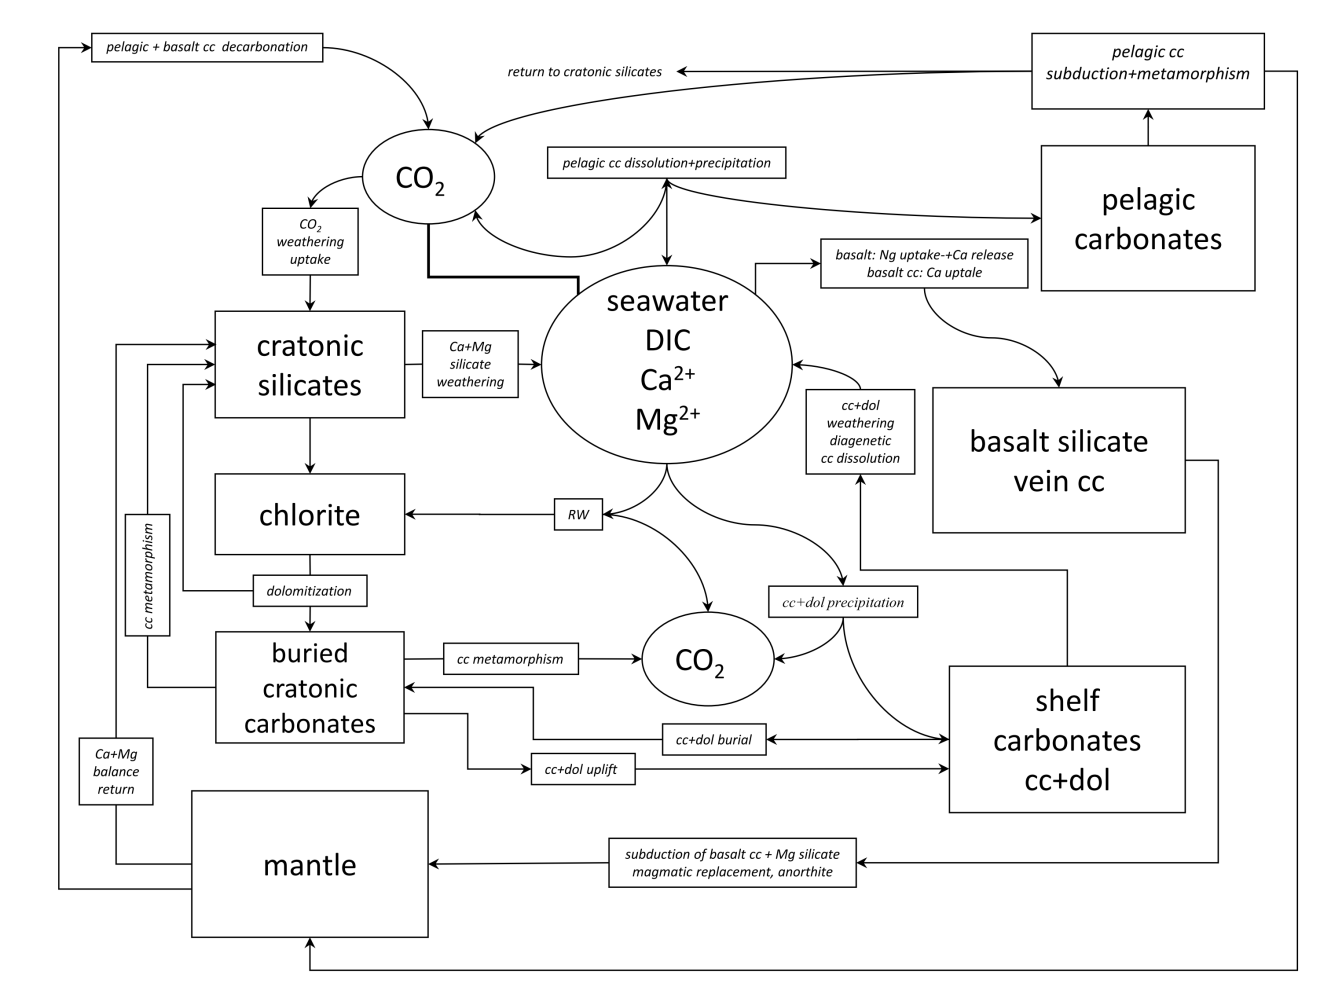 pelagic + basalt cc decarbonation
pelagic cc
subduction+metamorphism
return to cratonic silicates
CO₂
pelagic cc dissolution+precipitation
pelagic
carbonates
CO₂
weathering
uptake
basalt: Ng uptake-+Ca release
basalt cc: Ca uptale
cratonic
silicates
Ca+Mg
silicate
weathering
seawater
DIC
Ca²⁺
Mg²⁺
cc+dol
weathering
diagenetic
cc dissolution
basalt silicate
vein cc
chlorite
RW
cc metamorphism
dolomitization
cc+dol precipitation
buried
cratonic
carbonates
cc metamorphism
CO₂
shelf
carbonates
cc+dol
cc+dol burial
cc+dol uplift
Ca+Mg
balance
return
mantle
subduction of basalt cc + Mg silicate
magmatic replacement, anorthite